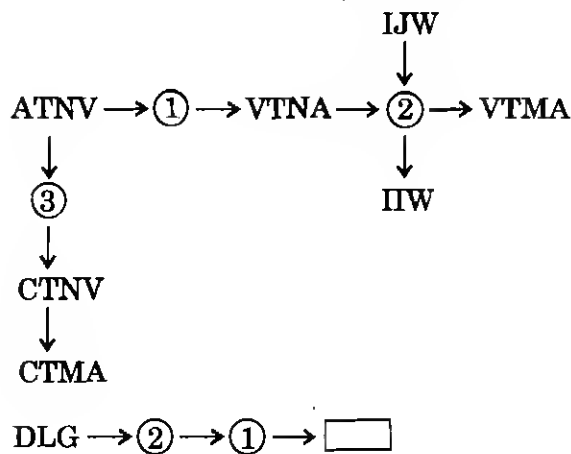 IJW
ATNV → ① → VTNA → ② → VTMA
③ IIW
CTNV
CTMA
DLG → ② → ① →